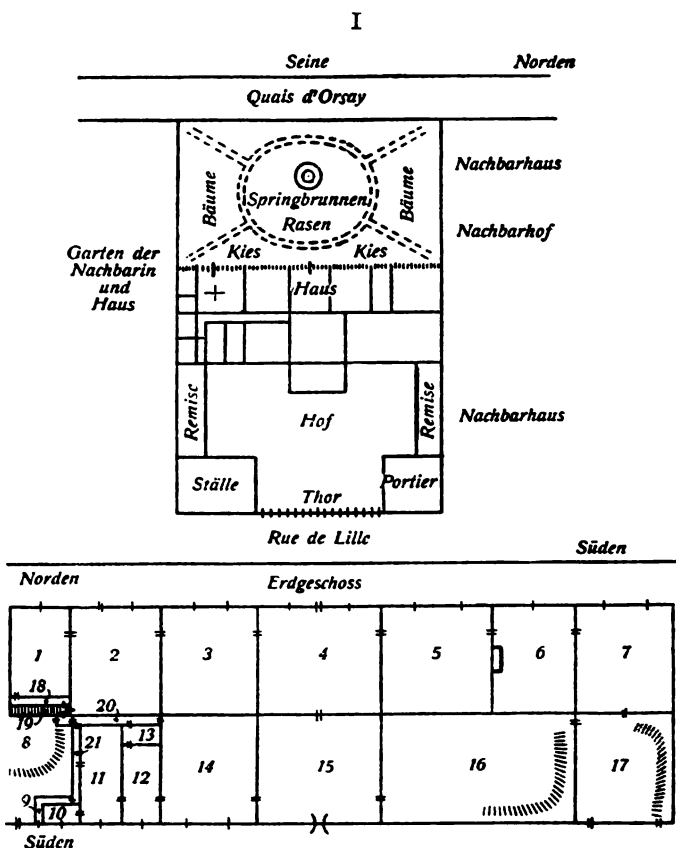 I
Seine Norden
Quais d'Orsay
Nachbarhaus
Bäume Springbrunnen Bäume
Rasen
Nachbarhof
Kies Kies
Garten der
Nachbarin
und
Haus
Haus
Remise Hof Remise
Nachbarhaus
Ställe Portier
Thor
Rue de Lille
Süden
Norden Erdgeschoss
1 2 3 4 5 6 7
18
20
19
8 21 13
11 12 14 15 16 17
9
10
Süden